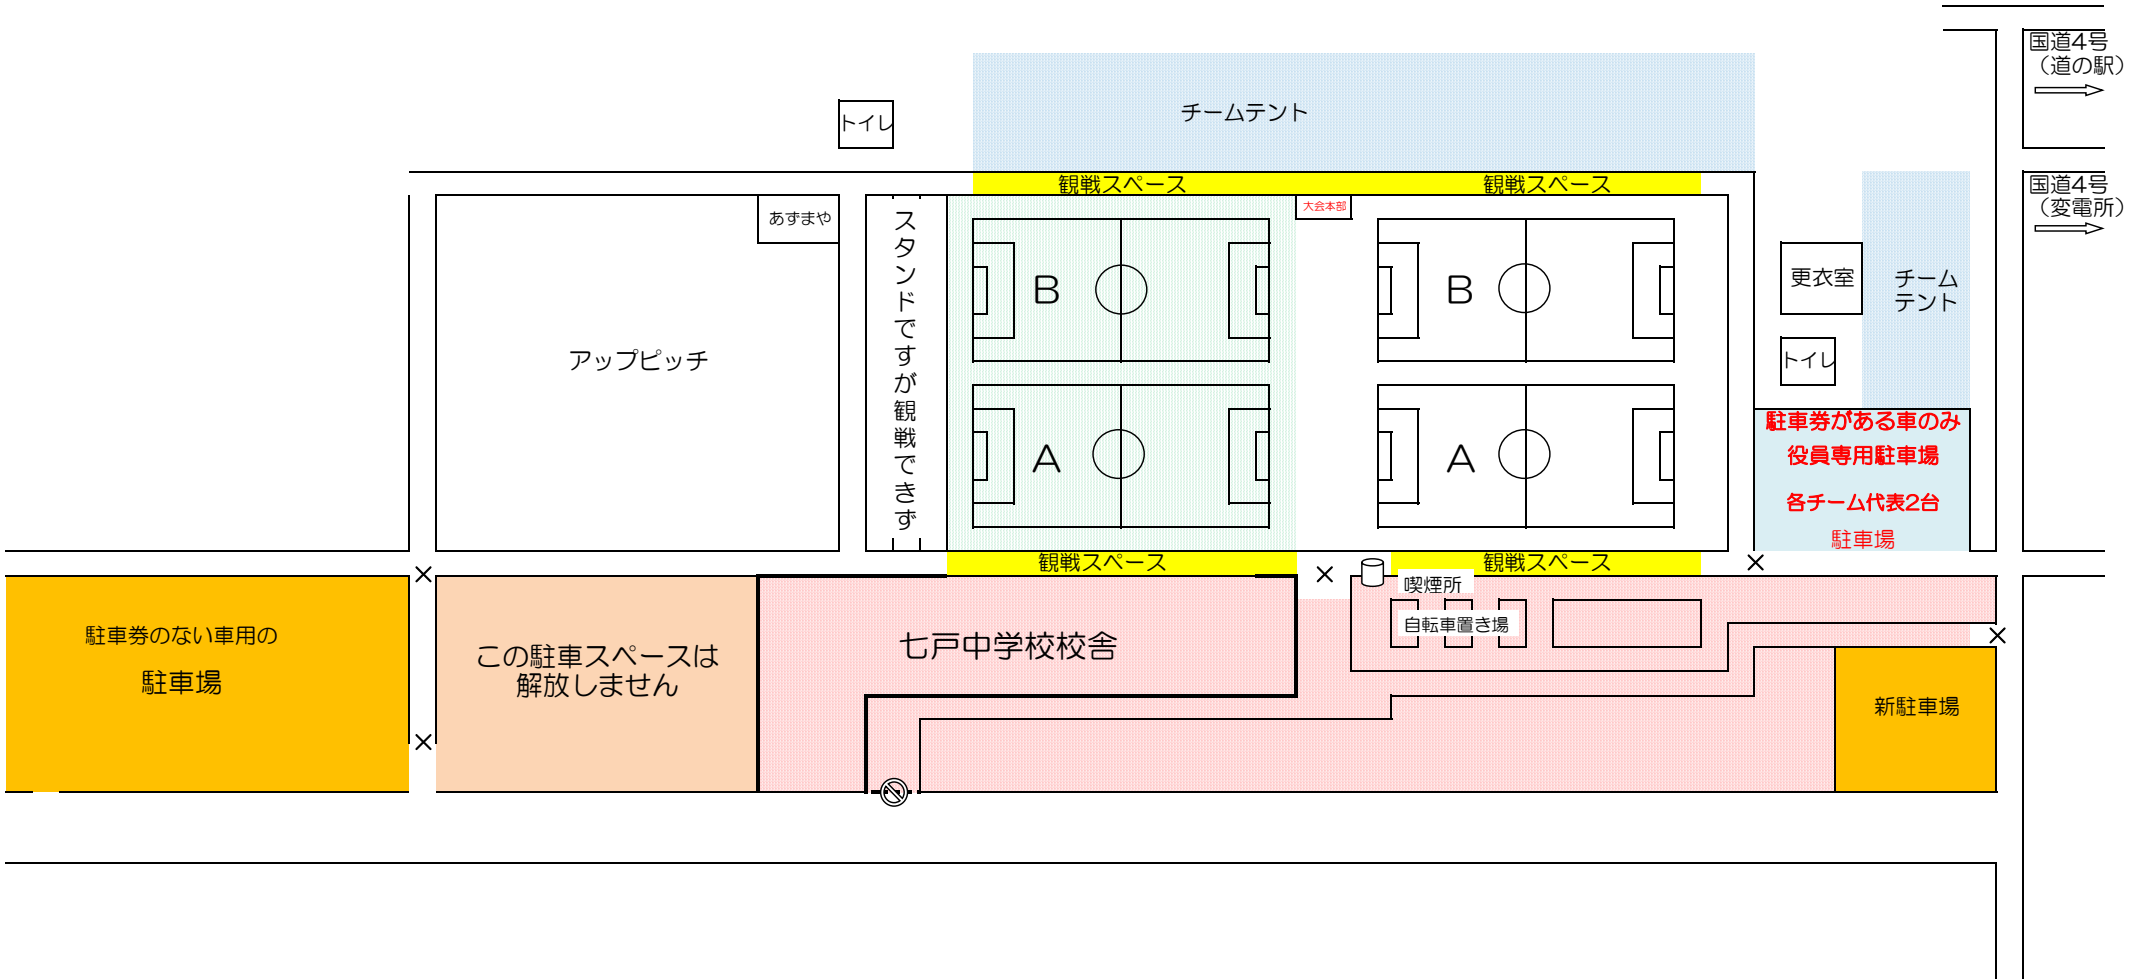 国道4号
（道の駅）
チームテント
トイレ
観戦スペース
観戦スペース
国道4号
（変電所）
あずまや
大会本部
スタンドですが観戦できず
B
B
更衣室
チーム
テント
アップピッチ
トイレ
A
A
駐車券がある車のみ
役員専用駐車場
各チーム代表2台
駐車場
観戦スペース
観戦スペース
喫煙所
自転車置き場
駐車券のない車用の
駐車場
この駐車スペースは
解放しません
七戸中学校校舎
新駐車場